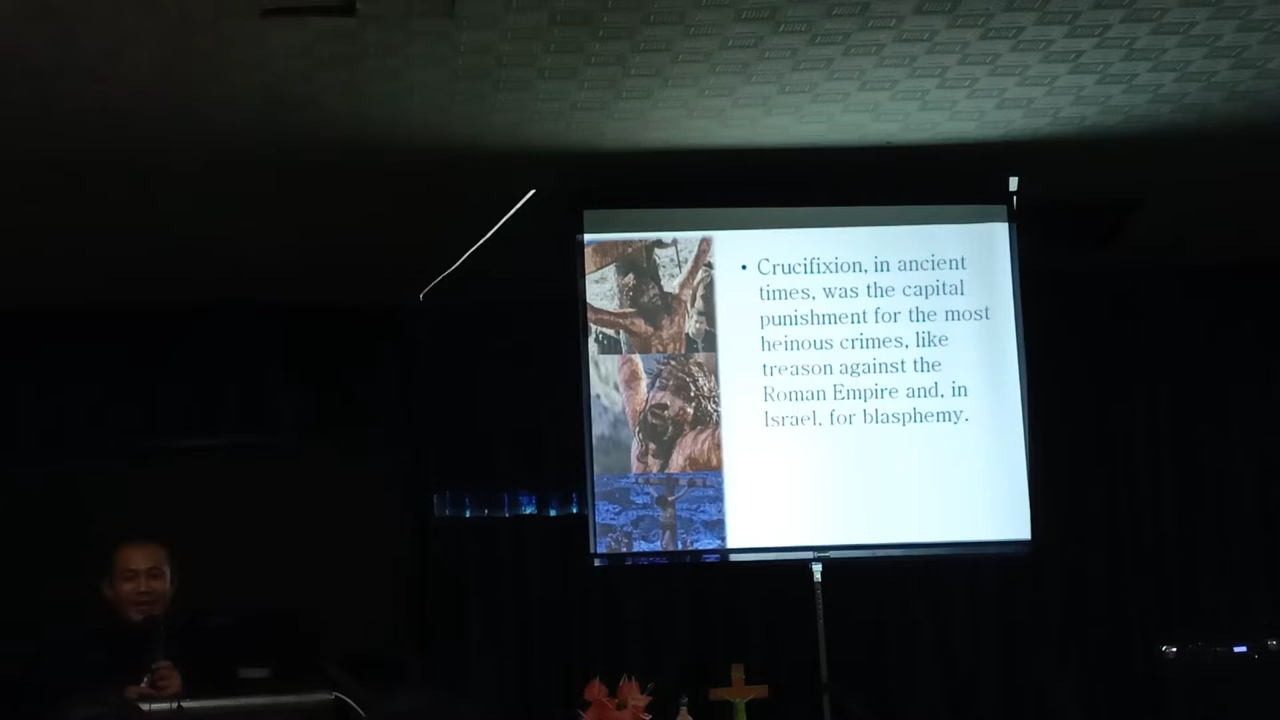 • Crucifixion, in ancient
times, was the capital
punishment for the most
heinous crimes, like
treason against the
Roman Empire and, in
Israel, for blasphemy.